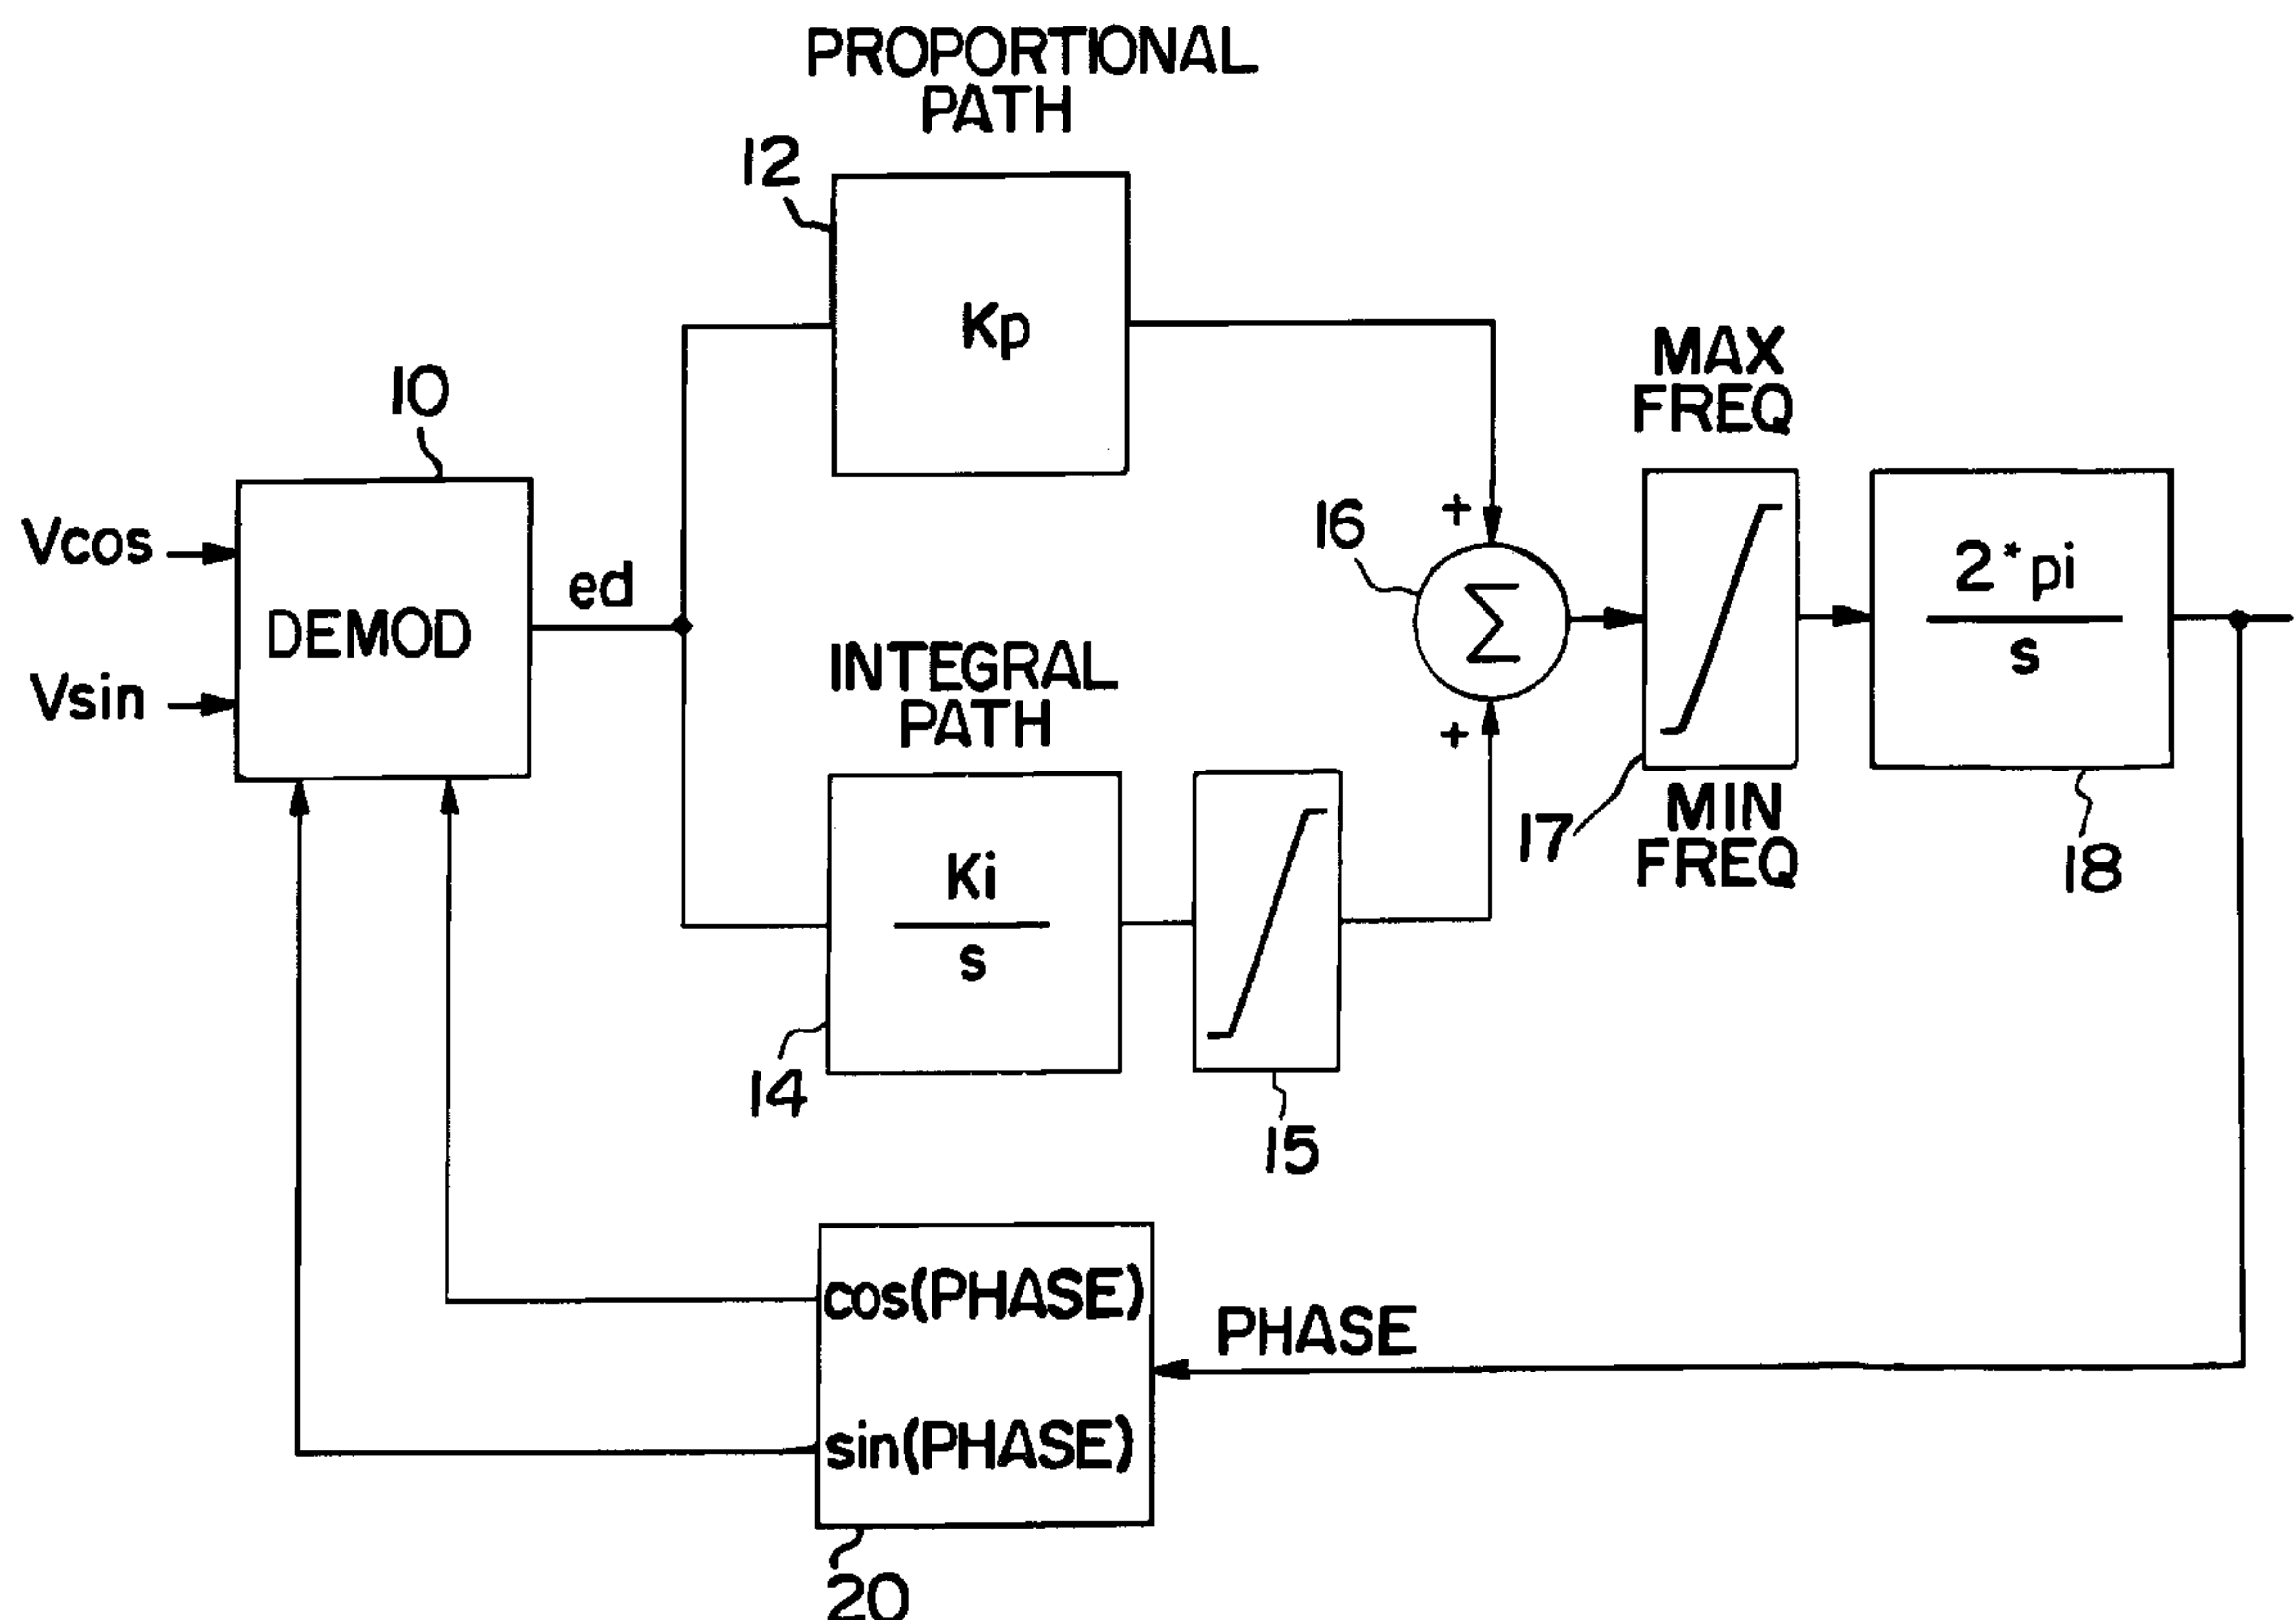 PROPORTIONAL
PATH
12
Kp
10
Vcos
Vsin
DEMOD
ed
INTEGRAL
PATH
Ki
s
14
15
16
+
Σ
+
MAX
FREQ
17
MIN
FREQ
2*pi
s
18
cos(PHASE)
sin(PHASE)
PHASE
20